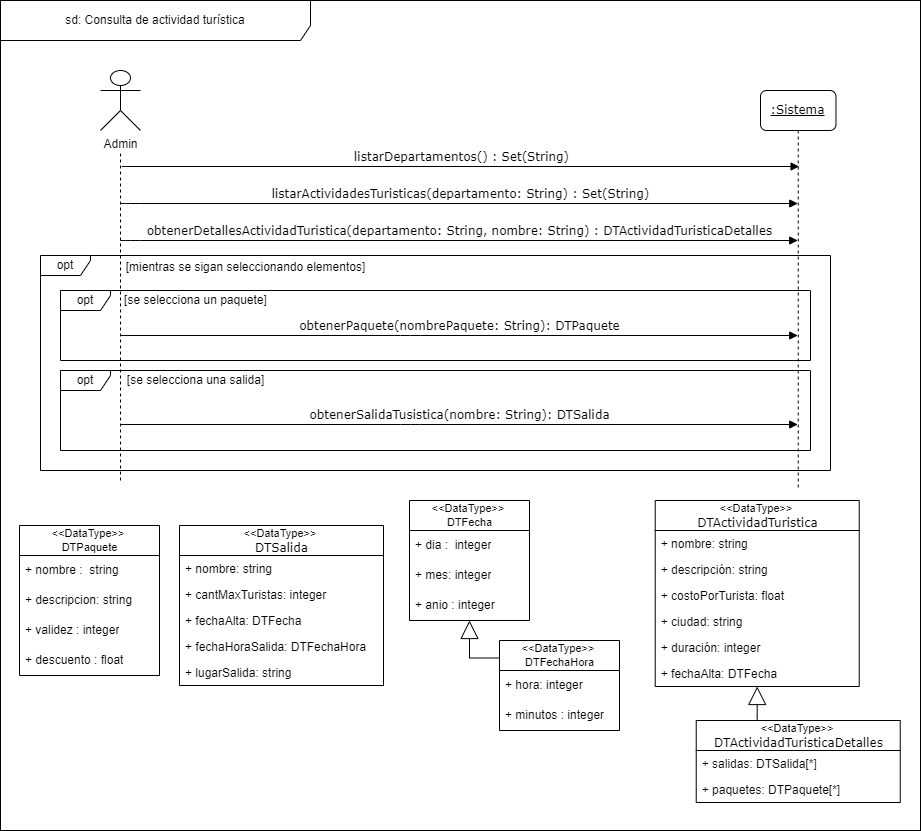 sd: Consulta de actividad turística
Admin
:Sistema
listarDepartamentos() : Set(String)
listarActividadesTuristicas(departamento: String) : Set(String)
obtenerDetallesActividadTuristica(departamento: String, nombre: String) : DTActividadTuristicaDetalles
opt
[mientras se sigan seleccionando elementos]
opt
[se selecciona un paquete]
obtenerPaquete(nombrePaquete: String): DTPaquete
opt
[se selecciona una salida]
obtenerSalidaTusistica(nombre: String): DTSalida
<<DataType>>
DTPaquete
+ nombre : string
+ descripcion: string
+ validez : integer
+ descuento : float
<<DataType>>
DTSalida
+ nombre: string
+ cantMaxTuristas: integer
+ fechaAlta: DTFecha
+ fechaHoraSalida: DTFechaHora
+ lugarSalida: string
<<DataType>>
DTFecha
+ dia : integer
+ mes: integer
+ anio : integer
<<DataType>>
DTFechaHora
+ hora: integer
+ minutos : integer
<<DataType>>
DTActividadTuristica
+ nombre: string
+ descripción: string
+ costoPorTurista: float
+ ciudad: string
+ duración: integer
+ fechaAlta: DTFecha
<<DataType>>
DTActividadTuristicaDetalles
+ salidas: DTSalida[*]
+ paquetes: DTPaquete[*]